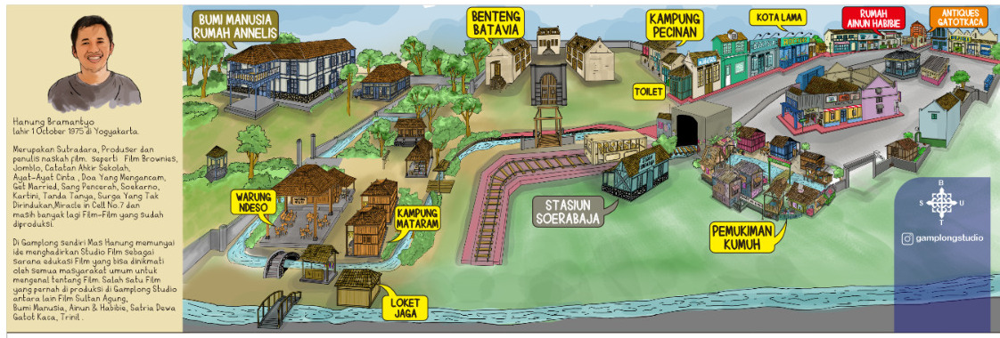 Hanung Bramantyo
lahir 1 October 1975 di Yogyakarta.
Merupakan Sutradara, Produser dan
penulis naskah film. seperti Film Brownies,
Jomblo, Catatan Ahkir Sekolah,
Ayat-Ayat Cinta , Doa Yang Mengancam,
Get Married, Sang Pencerah, Soekarno,
Kartini, Tanda Tanya, Surga Yang Tak
Dirindukan,Miracle in Cell No.7 dan
masih banyak lagi Film-Film yang sudah
diproduksi.
Di Gamplong sendiri Mas Hanung memunyai
ide menghadirkan Studio Film sebagai
sarana edukasi Film yang bisa dinikmati
oleh semua masyarakat umum untuk
mengenal tentang Film. Salah satu Film
yang pernah di produksi di Gamplong Studio
antara lain Film Sultan Agung,
Bumi Manusia, Ainun & Habibie, Satria Dewa
Gatot Kaca, Trinil .
BUMI MANUSIA
RUMAH ANNELIS
BENTENG
BATAVIA
KAMPUNG
PECINAN
KOTA LAMA
RUMAH
AINUN HABIBIE
ANTIQUES
GATOTKACA
TOILET
WARUNG
NDESO
KAMPUNG
MATARAM
STASIUN
SOERABAJA
PEMUKIMAN
KUMUH
LOKET
JAGA
B
S U
T
gamplongstudio